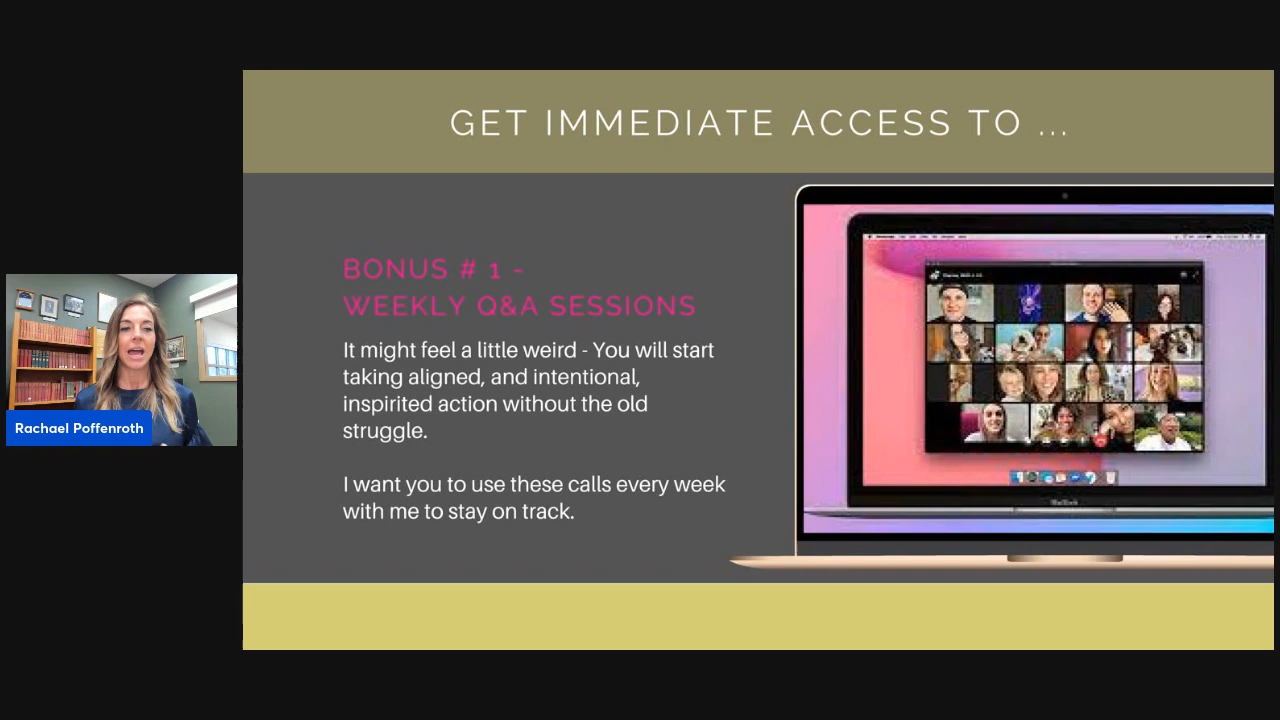 GET IMMEDIATE ACCESS TO ...
BONUS # 1 -
WEEKLY Q&A SESSIONS
It might feel a little weird - You will start
taking aligned, and intentional,
inspirited action without the old
struggle.
I want you to use these calls every week
with me to stay on track.
Rachael Poffenroth